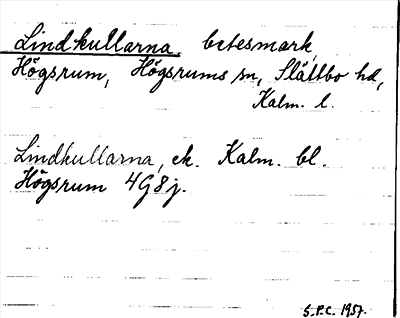 Lindkullarna, betesmark,
Högsrum, Högsrums sn, Slättbo hd,
Kalm. l.
Lindkullarna, ek. Kalm. bl.
Högsrum 4G8j.
S.P.C. 1957.